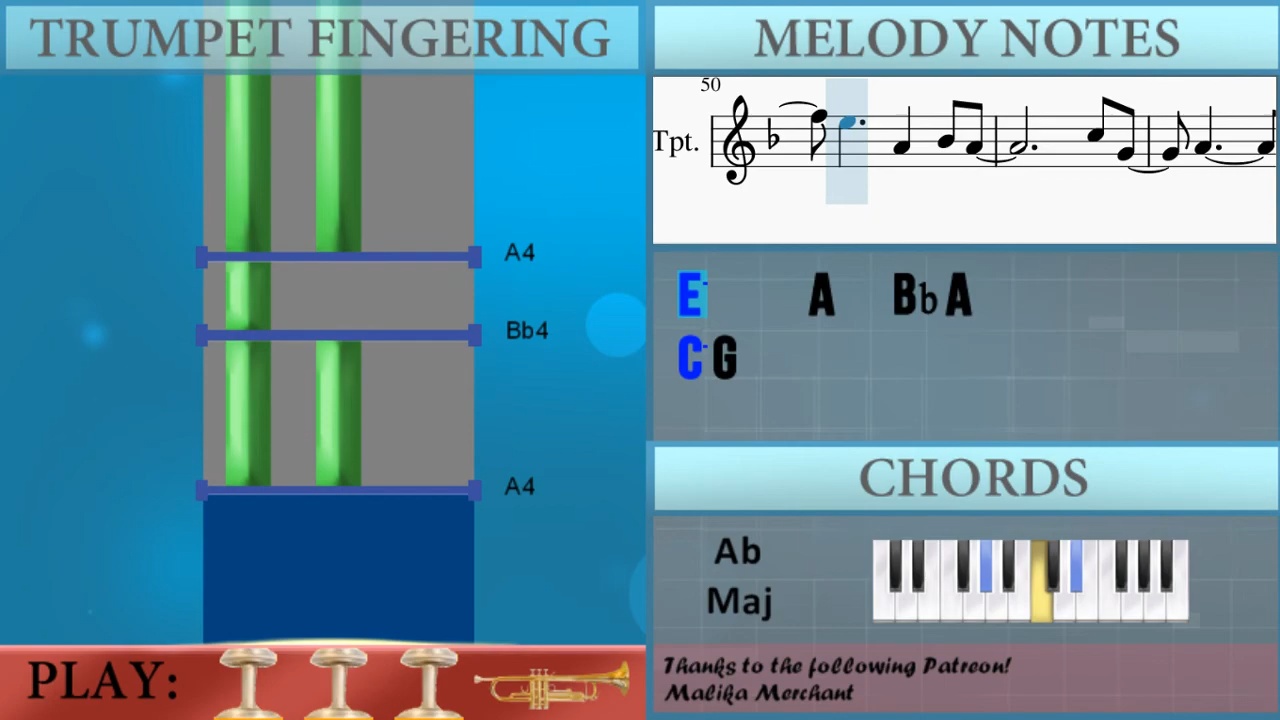 TRUMPET FINGERING
A4
Bb4
A4
PLAY:
MELODY NOTES
50
Tpt.
E A Bb A
C G
CHORDS
Ab
Maj
Thanks to the following Patreon!
Malika Merchant